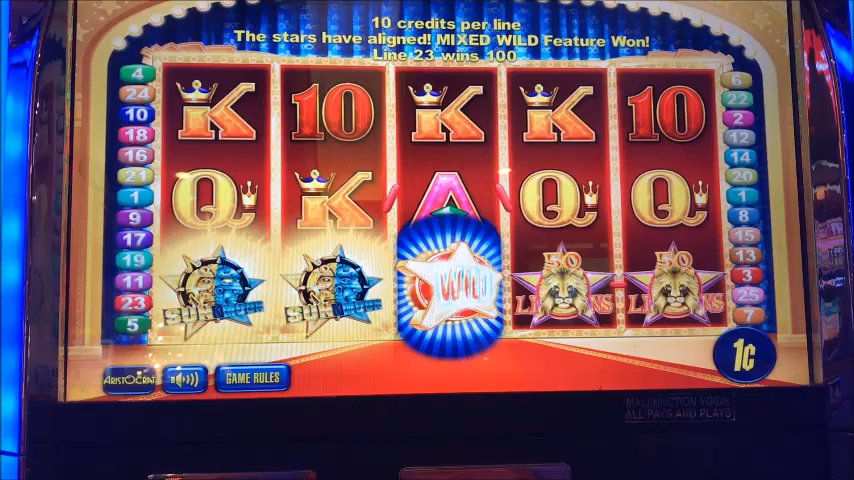 10 credits per line
The stars have aligned! MIXED WILD Feature Won!
Line 23 wins 100
4 K 10 K K 10 6
24 22
10 2
18 12
16 14
21 Q K A Q Q 20
1 1
9 8
17 15
19 SUN & MOON SUN & MOON WILD 50 LIONS 50 LIONS 13
11 3
23 25
5 7
ARISTOCRAT GAME RULES 1¢
MALFUNCTION VOIDS
ALL PAYS AND PLAYS